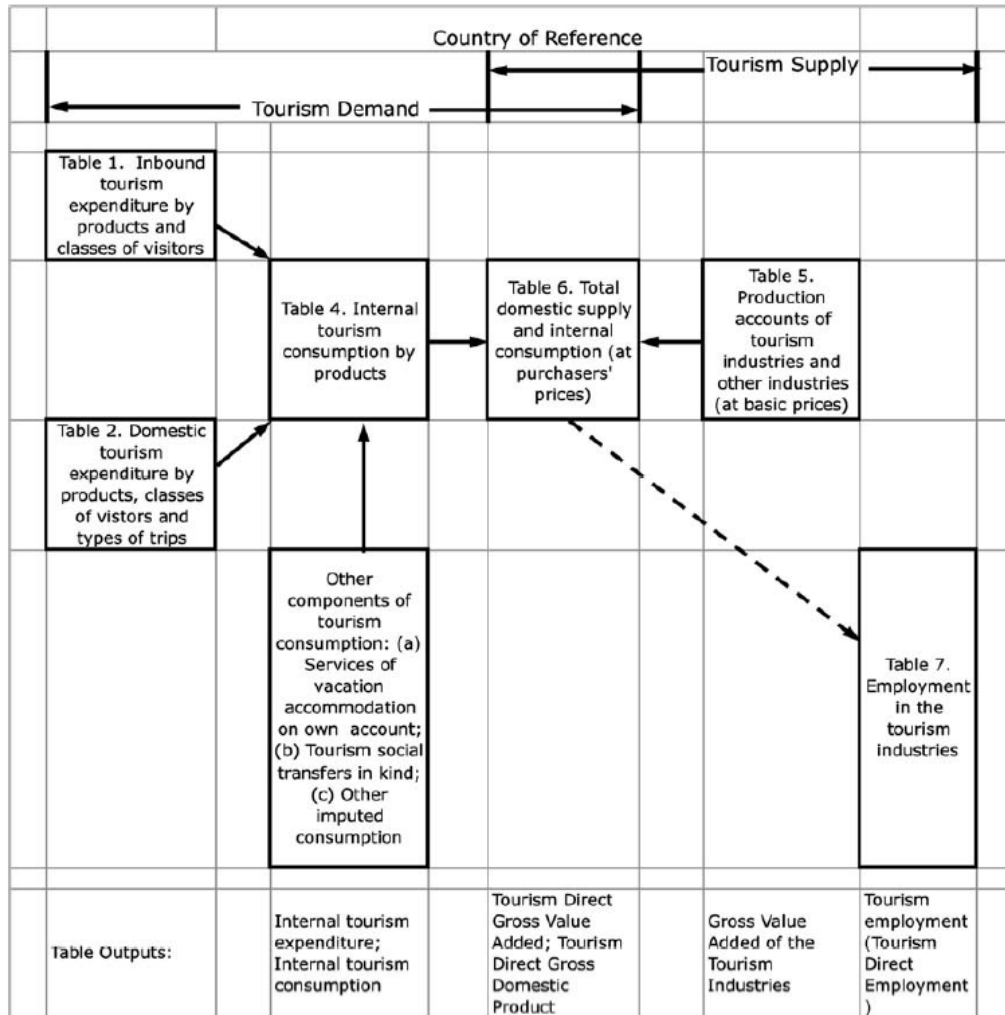 Country of Reference
Tourism Supply
Tourism Demand
Table 1. Inbound
tourism
expenditure by
products and
classes of visitors
Table 4. Internal
tourism
consumption by
products
Table 6. Total
domestic supply
and internal
consumption (at
purchasers'
prices)
Table 5.
Production
accounts of
tourism
industries and
other industries
(at basic prices)
Table 2. Domestic
tourism
expenditure by
products, classes
of vistors and
types of trips
Other
components of
tourism
consumption: (a)
Services of
vacation
accommodation
on own account;
(b) Tourism social
transfers in kind;
(c) Other
imputed
consumption
Table 7.
Employment
in the
tourism
industries
Table Outputs:
Internal tourism
expenditure;
Internal tourism
consumption
Tourism Direct
Gross Value
Added; Tourism
Direct Gross
Domestic
Product
Gross Value
Added of the
Tourism
Industries
Tourism
employment
(Tourism
Direct
Employment
)